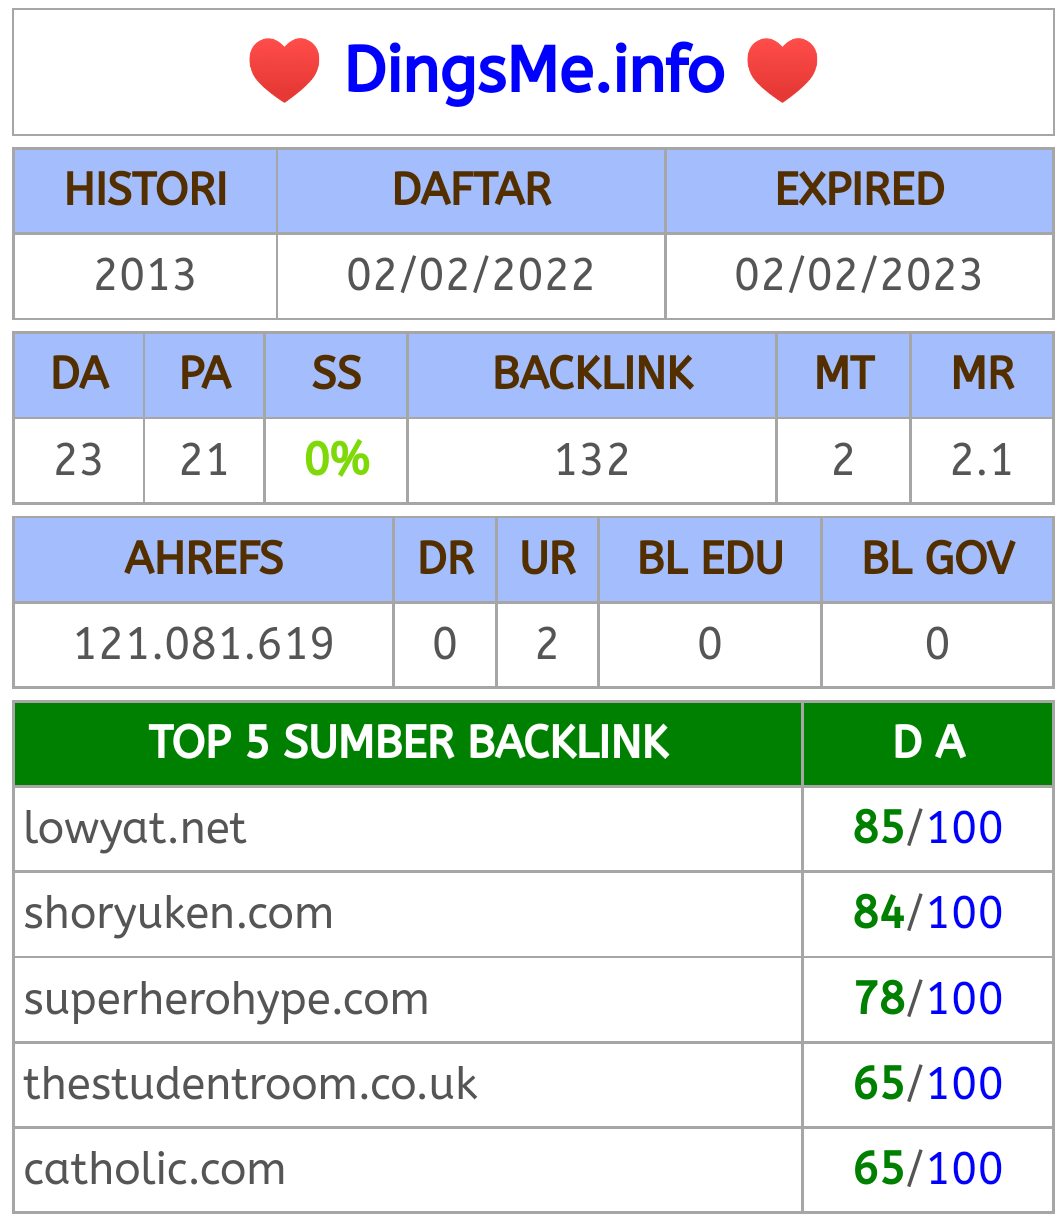 DingsMe.info
HISTORI DAFTAR EXPIRED
2013 02/02/2022 02/02/2023
DA PA SS BACKLINK MT MR
23 21 0% 132 2 2.1
AHREFS DR UR BL EDU BL GOV
121.081.619 0 2 0 0
TOP 5 SUMBER BACKLINK D A
lowyat.net 85/100
shoryuken.com 84/100
superherohype.com 78/100
thestudentroom.co.uk 65/100
catholic.com 65/100